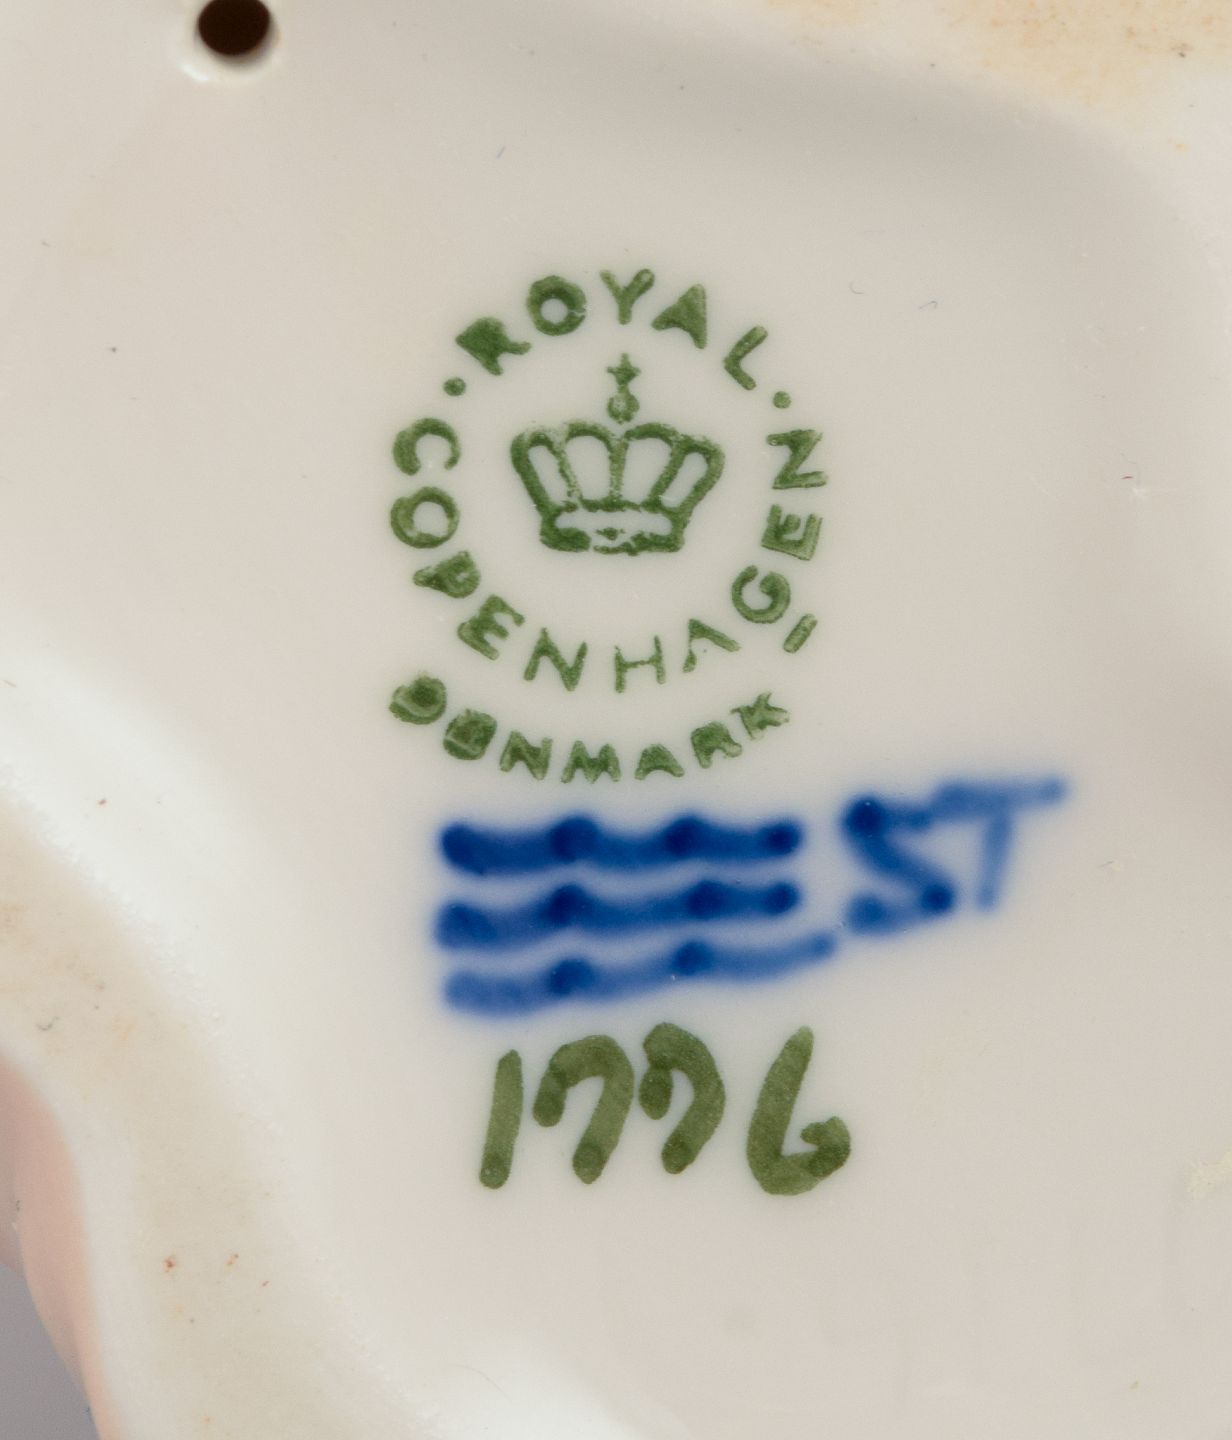 · ROYAL ·
COPENHAGEN
DENMARK
ST
1776